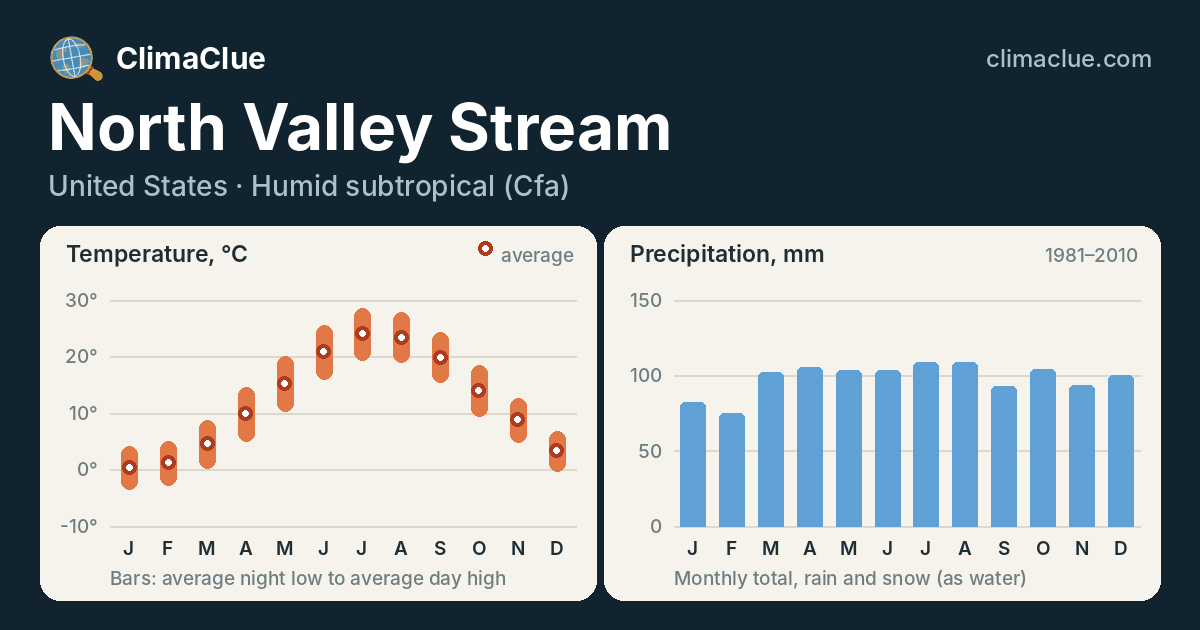 ClimaClue
climaclue.com
North Valley Stream
United States · Humid subtropical (Cfa)
Temperature, °C
average
30°
20°
10°
0°
-10°
J F M A M J J A S O N D
Bars: average night low to average day high
Precipitation, mm
1981–2010
150
100
50
0
J F M A M J J A S O N D
Monthly total, rain and snow (as water)